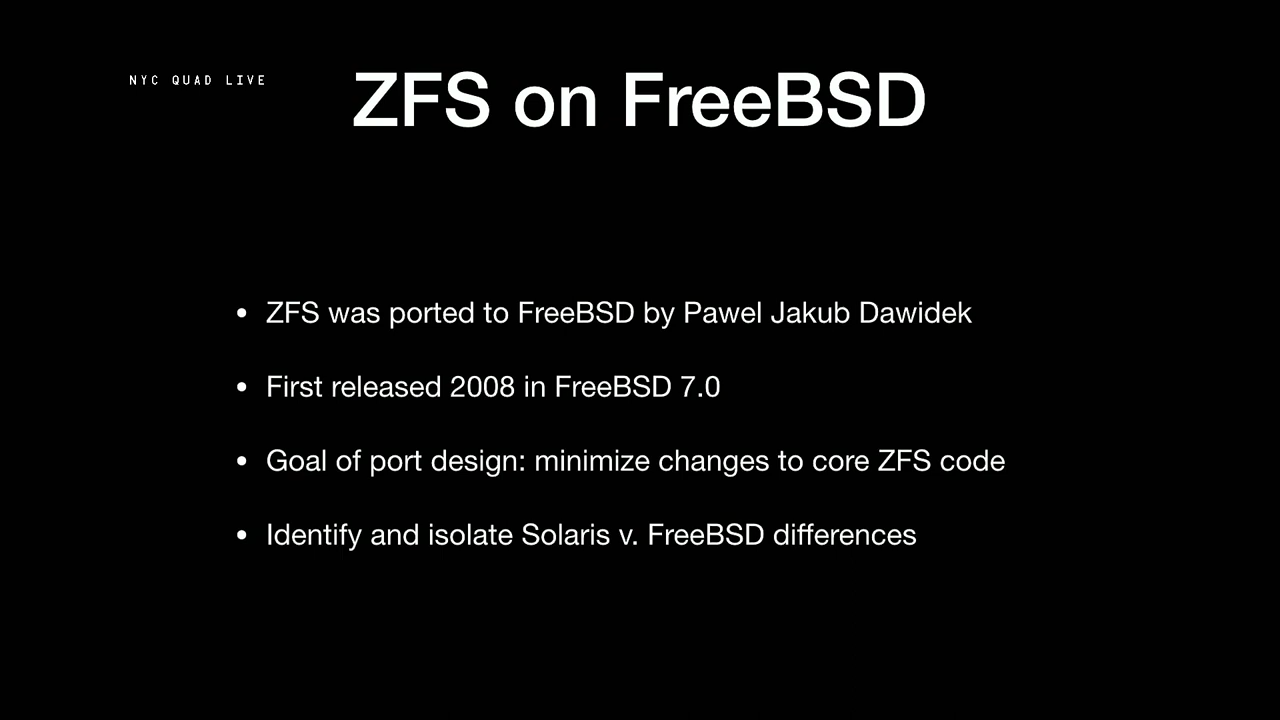 NYC QUAD LIVE
ZFS on FreeBSD
• ZFS was ported to FreeBSD by Pawel Jakub Dawidek
• First released 2008 in FreeBSD 7.0
• Goal of port design: minimize changes to core ZFS code
• Identify and isolate Solaris v. FreeBSD differences